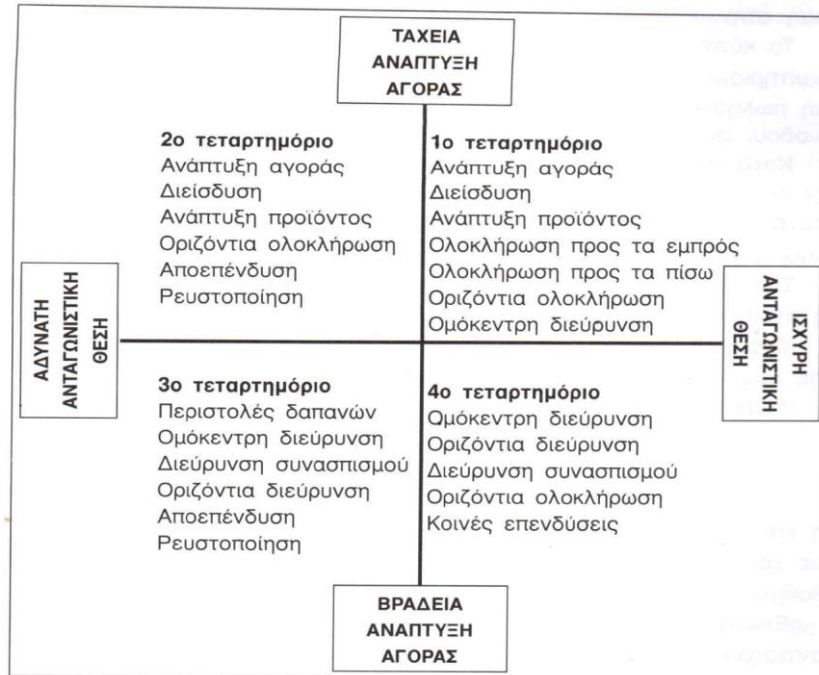 ΤΑΧΕΙΑ
ΑΝΑΠΤΥΞΗ
ΑΓΟΡΑΣ
2ο τεταρτημόριο
Ανάπτυξη αγοράς
Διείσδυση
Ανάπτυξη προϊόντος
Οριζόντια ολοκλήρωση
Αποεπένδυση
Ρευστοποίηση
1ο τεταρτημόριο
Ανάπτυξη αγοράς
Διείσδυση
Ανάπτυξη προϊόντος
Ολοκλήρωση προς τα εμπρός
Ολοκλήρωση προς τα πίσω
Οριζόντια ολοκλήρωση
Ομόκεντρη διεύρυνση
ΑΔΥΝΑΤΗ
ΑΝΤΑΓΩΝΙΣΤΙΚΗ
ΘΕΣΗ
ΙΣΧΥΡΗ
ΑΝΤΑΓΩΝΙΣΤΙΚΗ
ΘΕΣΗ
3ο τεταρτημόριο
Περιστολές δαπανών
Ομόκεντρη διεύρυνση
Διεύρυνση συνασπισμού
Οριζόντια διεύρυνση
Αποεπένδυση
Ρευστοποίηση
4ο τεταρτημόριο
Ομόκεντρη διεύρυνση
Οριζόντια διεύρυνση
Διεύρυνση συνασπισμού
Οριζόντια ολοκλήρωση
Κοινές επενδύσεις
ΒΡΑΔΕΙΑ
ΑΝΑΠΤΥΞΗ
ΑΓΟΡΑΣ